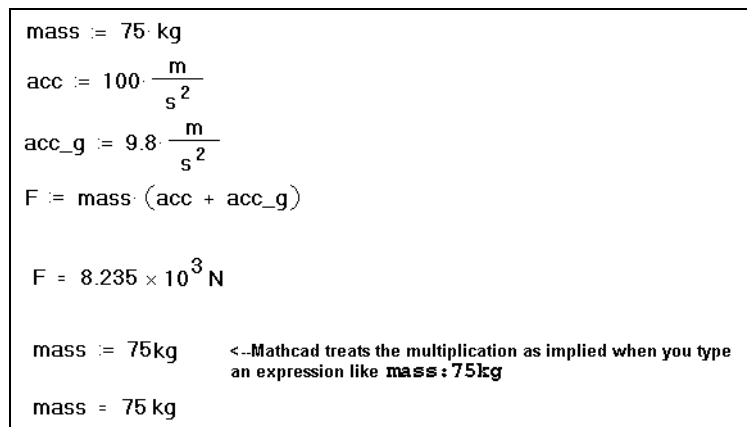 mass := 75· kg
acc := 100· m/s²
acc_g := 9.8· m/s²
F := mass· (acc + acc_g)
F = 8.235 × 10³ N
mass := 75kg <--Mathcad treats the multiplication as implied when you type
an expression like mass:75kg
mass = 75 kg